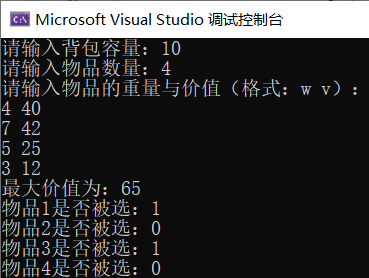 Microsoft Visual Studio 调试控制台
请输入背包容量：10
请输入物品数量：4
请输入物品的重量与价值（格式：w v）：
4 40
7 42
5 25
3 12
最大价值为：65
物品1是否被选：1
物品2是否被选：0
物品3是否被选：1
物品4是否被选：0